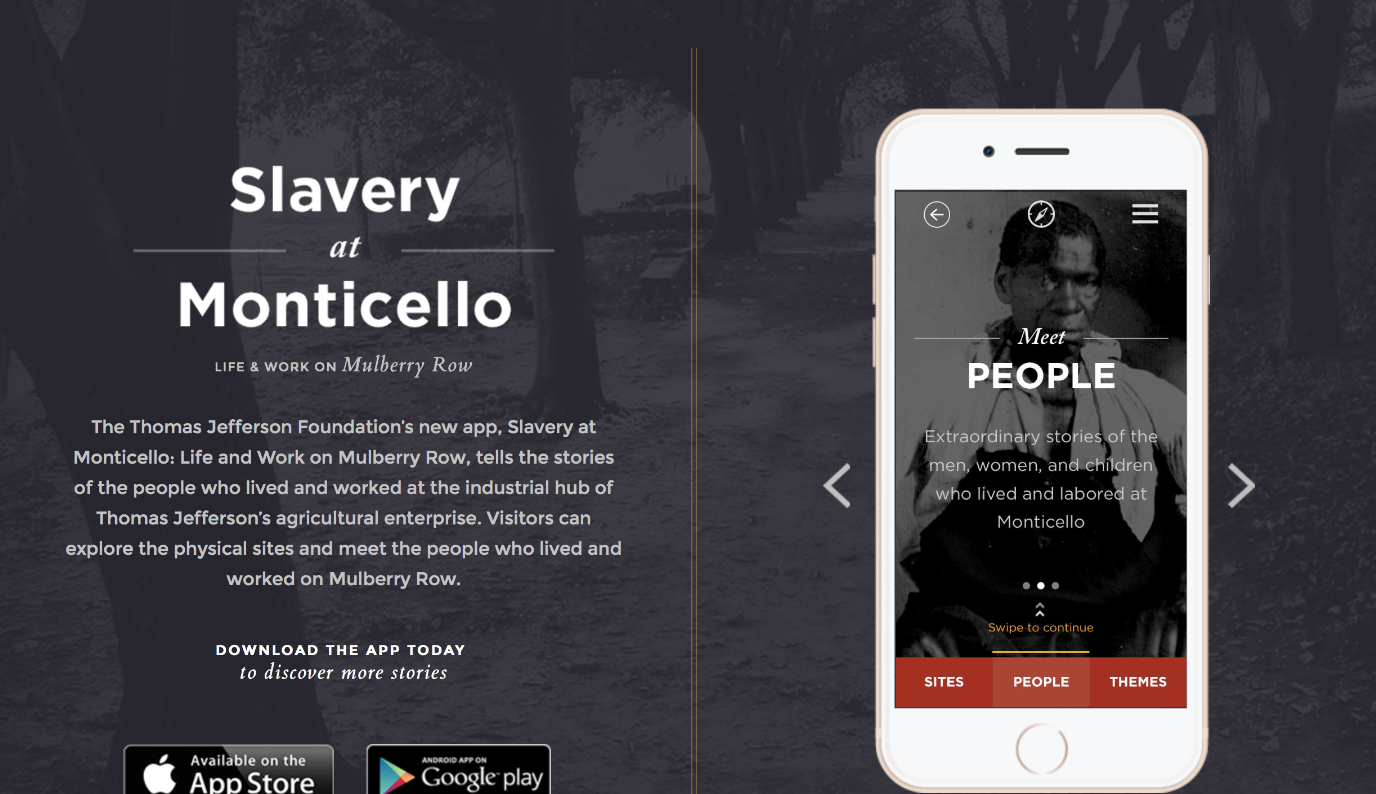 Slavery
at
Monticello
LIFE & WORK ON Mulberry Row
The Thomas Jefferson Foundation's new app, Slavery at
Monticello: Life and Work on Mulberry Row, tells the stories
of the people who lived and worked at the industrial hub of
Thomas Jefferson's agricultural enterprise. Visitors can
explore the physical sites and meet the people who lived and
worked on Mulberry Row.
DOWNLOAD THE APP TODAY
to discover more stories
Available on the
App Store
ANDROID APP ON
Google play
Meet
PEOPLE
Extraordinary stories of the
men, women, and children
who lived and labored at
Monticello
Swipe to continue
SITES PEOPLE THEMES